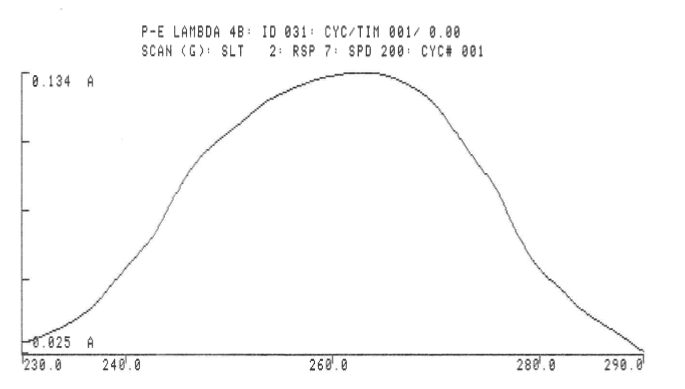 P-E LAMBDA 4B: ID 031: CYC/TIM 001/ 0.00
SCAN (G): SLT 2: RSP 7: SPD 200: CYC# 001
0.134 A
0.025 A
230.0 240.0 260.0 280.0 290.0